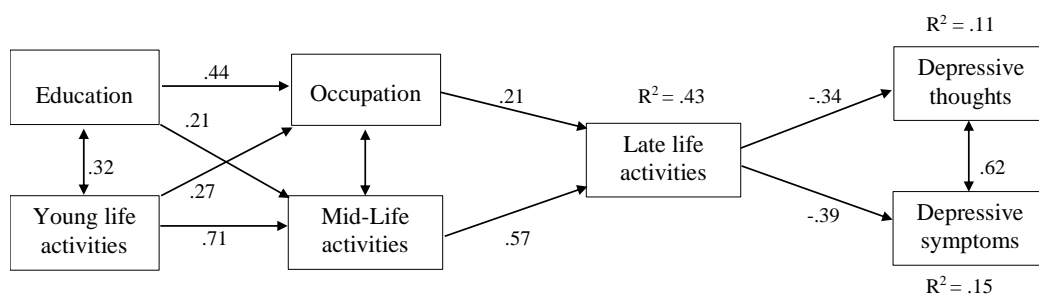 R² = .11
Education
.44
Occupation
.21
R² = .43
-.34
Depressive
thoughts
.21
.32
.27
Late life
activities
.62
Young life
activities
.71
Mid-Life
activities
.57
-.39
Depressive
symptoms
R² = .15